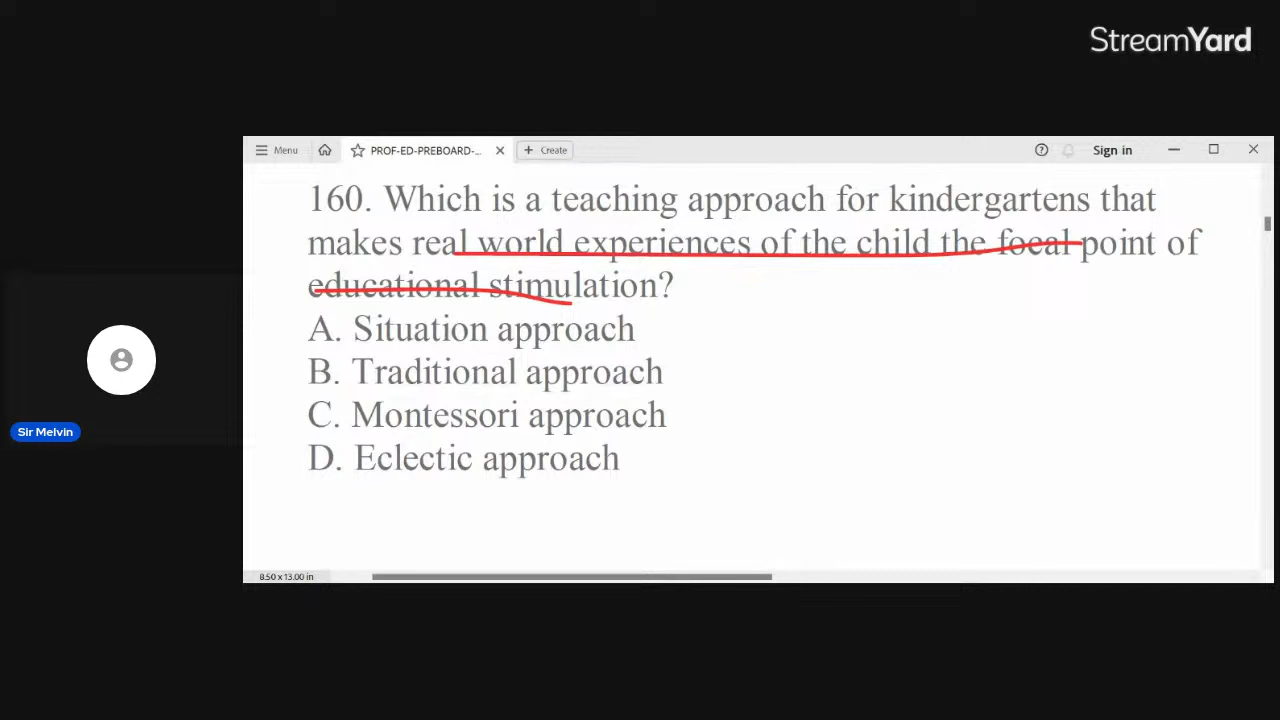 StreamYard
Menu
PROF-ED-PREBOARD-...
Create
Sign in
160. Which is a teaching approach for kindergartens that
makes real world experiences of the child the focal point of
educational stimulation?
A. Situation approach
B. Traditional approach
C. Montessori approach
D. Eclectic approach
Sir Melvin
8.50 x 13.00 in